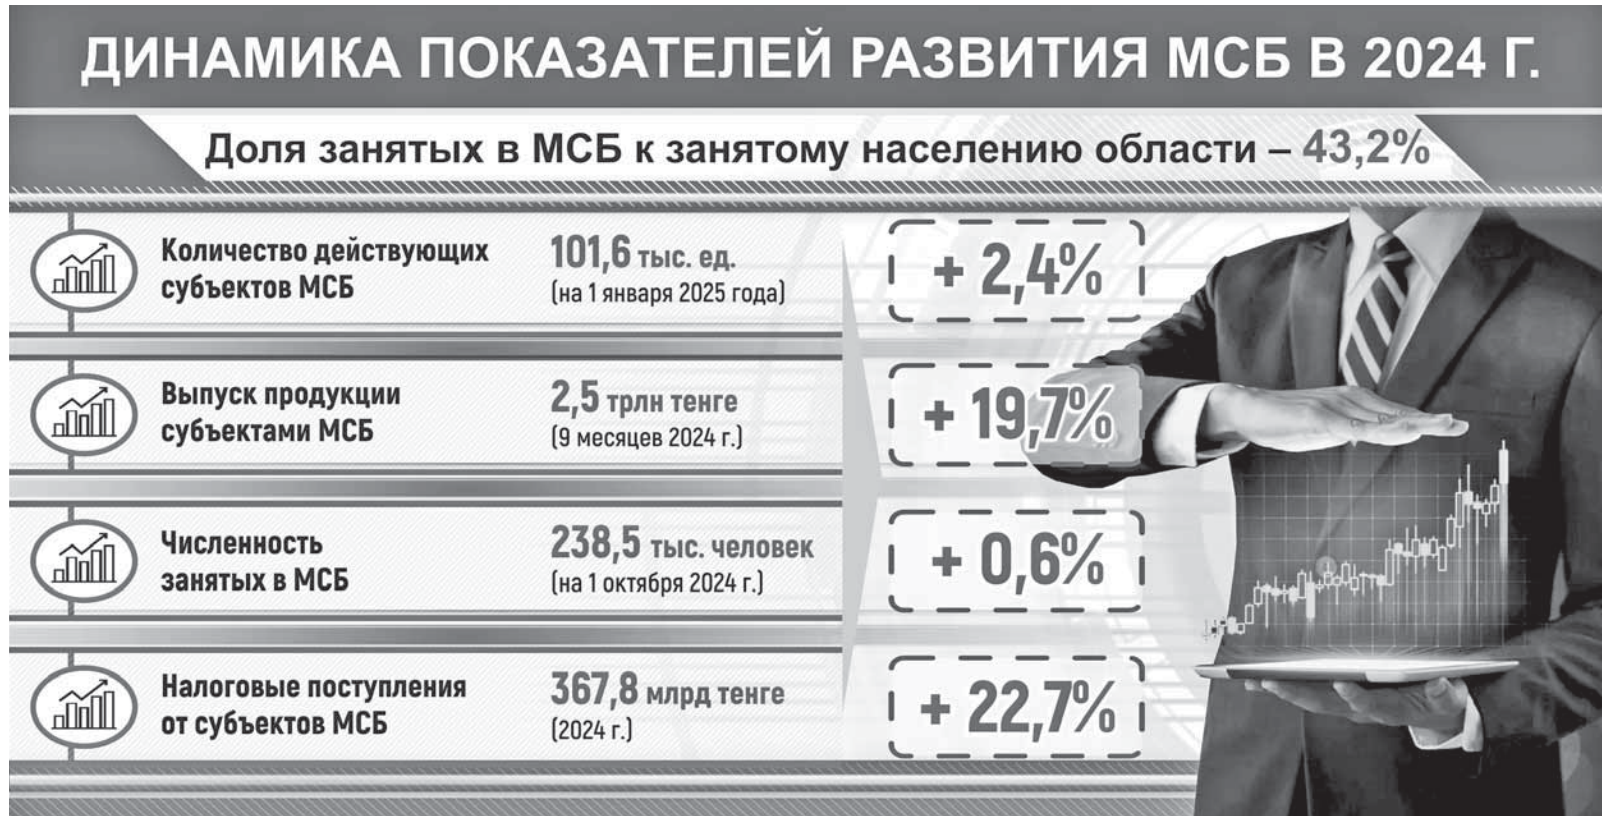 ДИНАМИКА ПОКАЗАТЕЛЕЙ РАЗВИТИЯ МСБ В 2024 Г.
Доля занятых в МСБ к занятому населению области – 43,2%
Количество действующих
субъектов МСБ
101,6 тыс. ед.
(на 1 января 2025 года)
+ 2,4%
Выпуск продукции
субъектами МСБ
2,5 трлн тенге
(9 месяцев 2024 г.)
+ 19,7%
Численность
занятых в МСБ
238,5 тыс. человек
(на 1 октября 2024 г.)
+ 0,6%
Налоговые поступления
от субъектов МСБ
367,8 млрд тенге
(2024 г.)
+ 22,7%